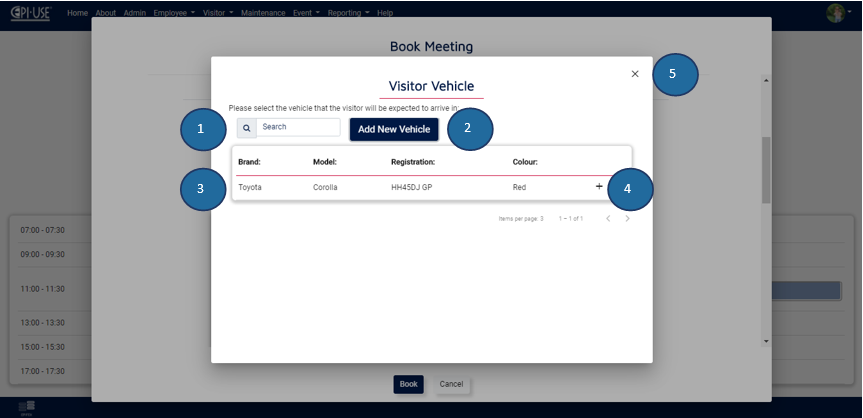 EPI-USE Home About Admin Employee Visitor Maintenance Event Reporting Help
Book Meeting
5
Visitor Vehicle
Please select the vehicle that the visitor will be expected to arrive in:
1 Search Add New Vehicle 2
Brand: Model: Registration: Colour:
3 Toyota Corolla HH45DJ GP Red + 4
Items per page: 3 1 – 1 of 1
07:00 - 07:30
09:00 - 09:30
11:00 - 11:30
13:00 - 13:30
15:00 - 15:30
17:00 - 17:30
Book Cancel